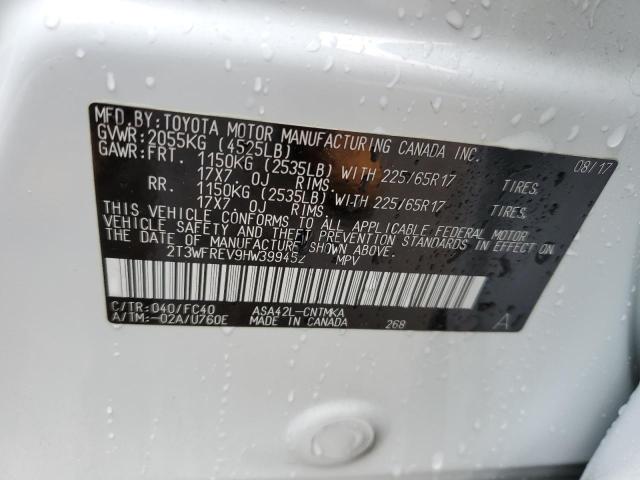 MFD. BY: TOYOTA MOTOR MANUFACTURING CANADA INC.
GVWR: 2055KG (4525LB) 08/17
GAWR: FRT. 1150KG (2535LB) WITH 225/65R17 TIRES,
17X7. 0J RIMS.
RR. 1150KG (2535LB) WITH 225/65R17 TIRES,
17X7. 0J RIMS.
THIS VEHICLE CONFORMS TO ALL APPLICABLE FEDERAL MOTOR
VEHICLE SAFETY AND THEFT PREVENTION STANDARDS IN EFFECT ON
THE DATE OF MANUFACTURE SHOWN ABOVE.
2T3WFREV9HW399452 MPV
C/TR: 040/FC40 ASA42L-CNTMKA
A/TM: -02A/U760E MADE IN CANADA 268 A